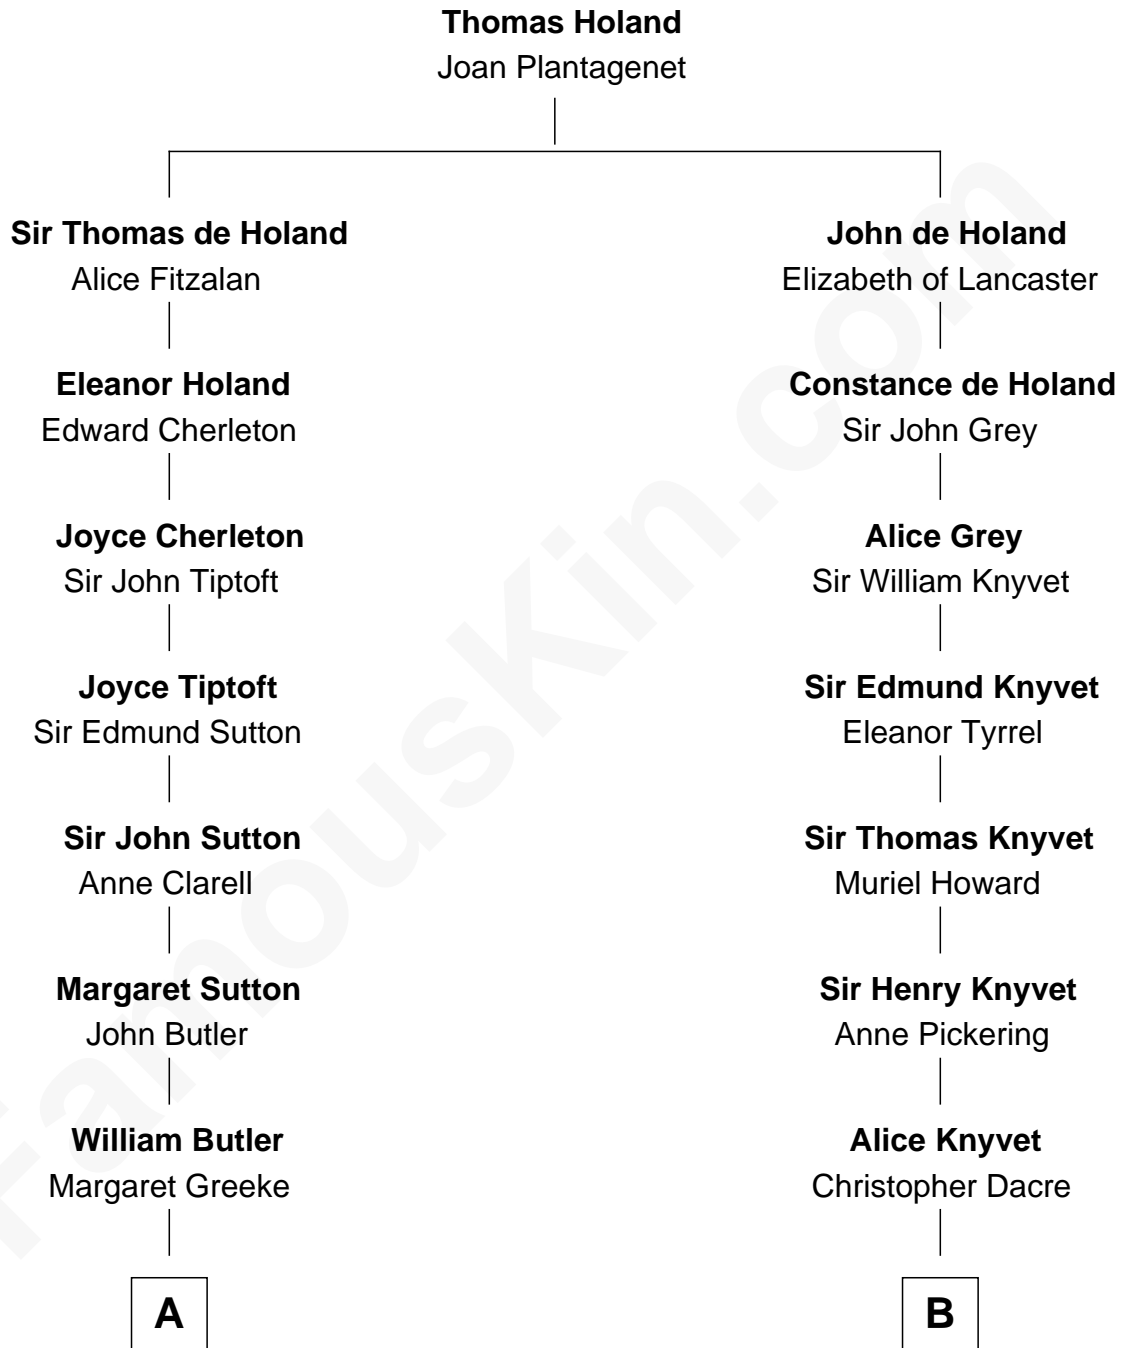 Thomas Holand
Joan Plantagenet
Sir Thomas de Holand
Alice Fitzalan
Eleanor Holand
Edward Cherleton
Joyce Cherleton
Sir John Tiptoft
Joyce Tiptoft
Sir Edmund Sutton
Sir John Sutton
Anne Clarell
Margaret Sutton
John Butler
William Butler
Margaret Greeke
A
John de Holand
Elizabeth of Lancaster
Constance de Holand
Sir John Grey
Alice Grey
Sir William Knyvet
Sir Edmund Knyvet
Eleanor Tyrrel
Sir Thomas Knyvet
Muriel Howard
Sir Henry Knyvet
Anne Pickering
Alice Knyvet
Christopher Dacre
B
FamousKin.com